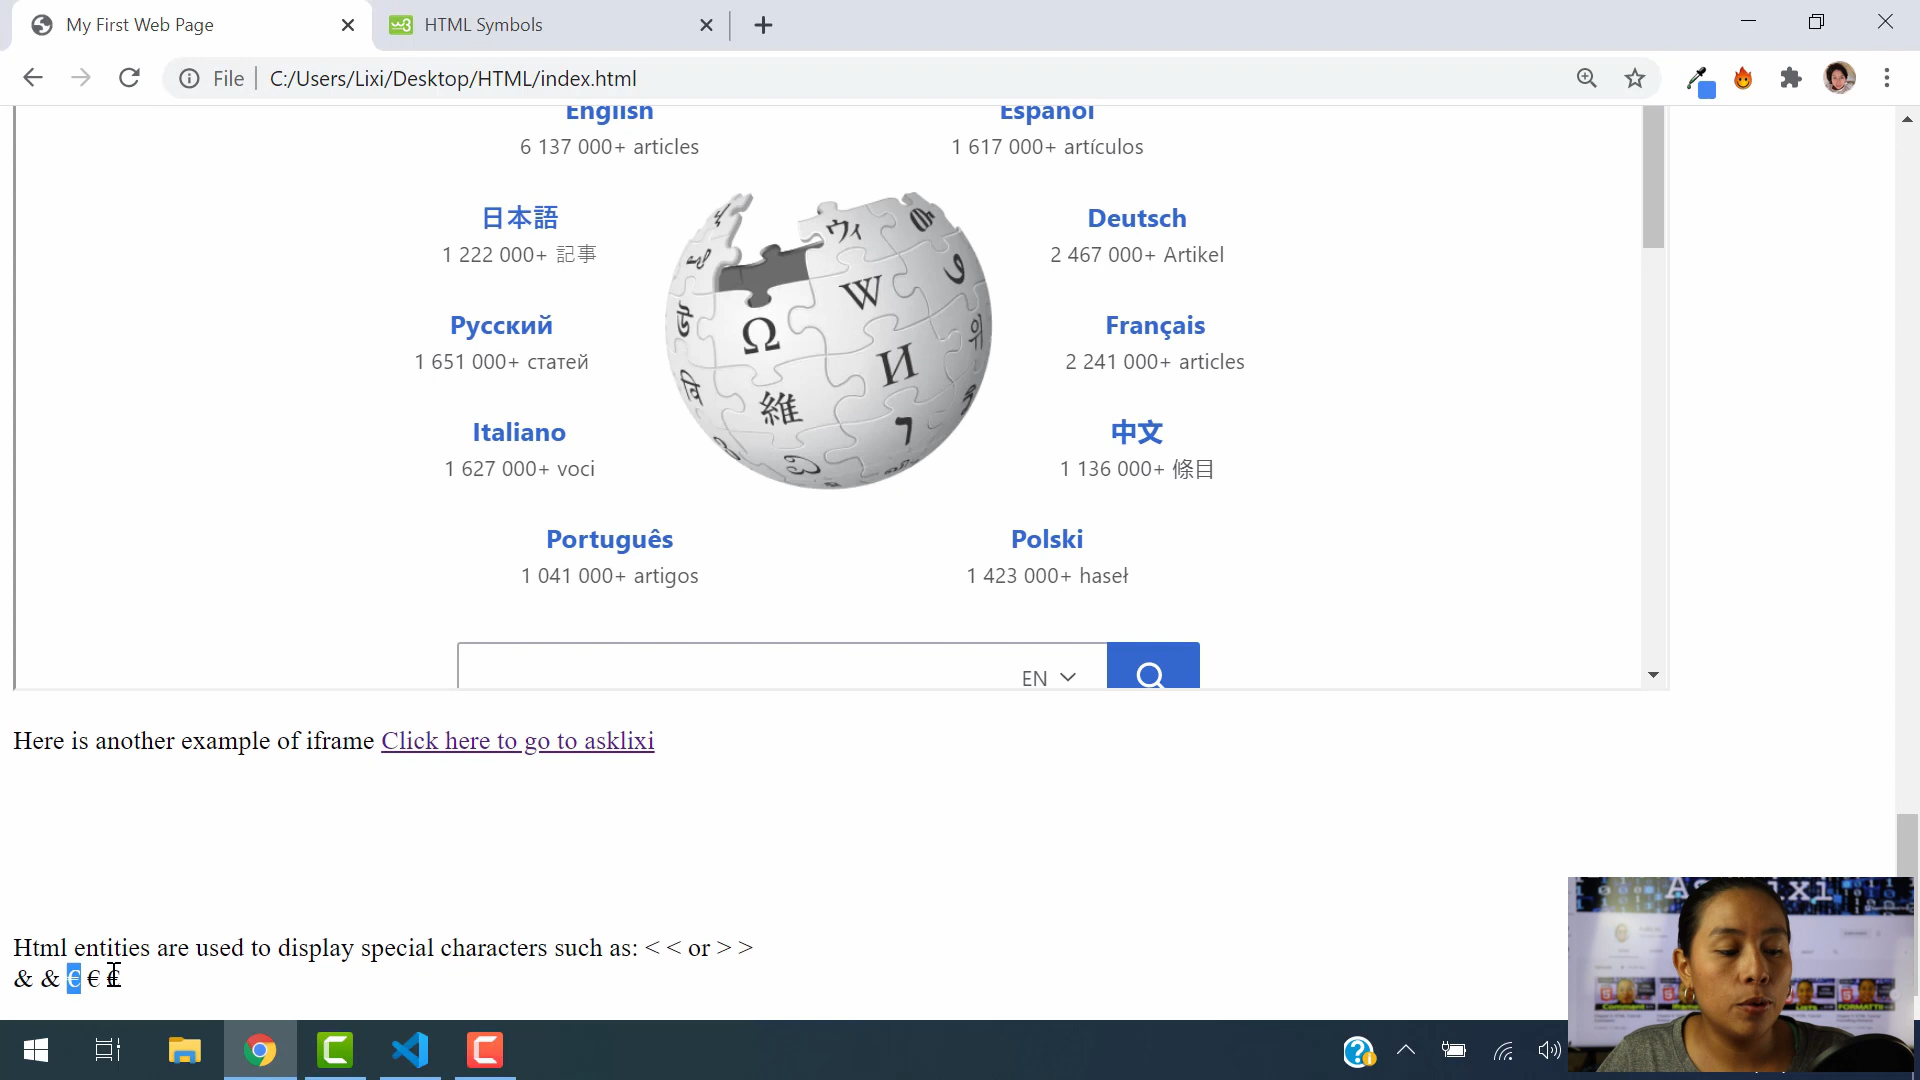 My First Web Page
HTML Symbols
File
C:/Users/Lixi/Desktop/HTML/index.html
English
6 137 000+ articles
Español
1 617 000+ artículos
日本語
1 222 000+ 記事
Deutsch
2 467 000+ Artikel
Русский
1 651 000+ статей
Français
2 241 000+ articles
Italiano
1 627 000+ voci
中文
1 136 000+ 條目
Português
1 041 000+ artigos
Polski
1 423 000+ haseł
Ω
W
И
維
ウィ
EN
Here is another example of iframe Click here to go to asklixi
Html entities are used to display special characters such as: < < or > >
& & € € €